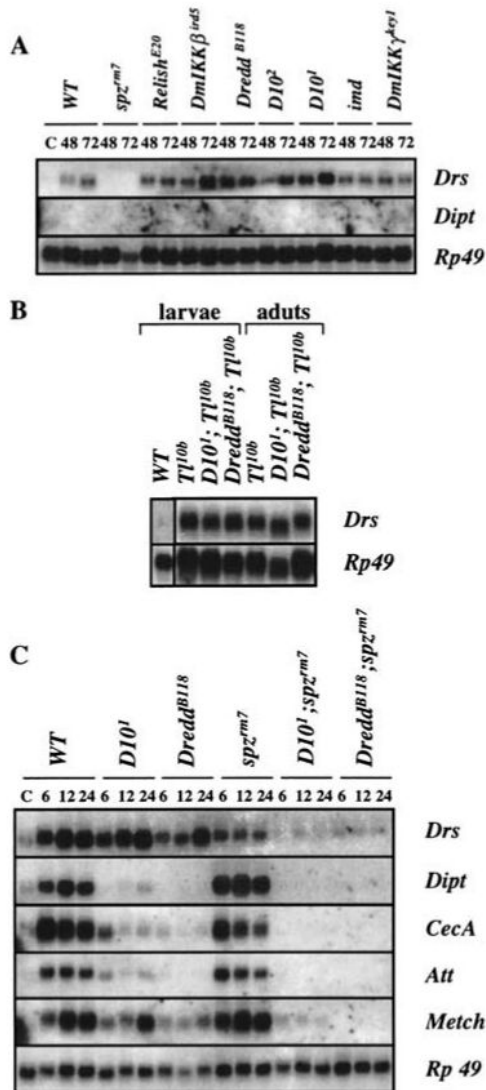 A
WT spz^rm7 Relish^E20 DmIKKβ^ird5 Dredd^B118 D10^2 D10^1 imd DmIKKγ^key1
C 48 72 48 72 48 72 48 72 48 72 48 72 48 72 48 72 48 72
Drs
Dipt
Rp49
B
larvae aduts
WT Tl^10b D10^1; Tl^10b Dredd^B118; Tl^10b Tl^10b D10^1; Tl^10b Dredd^B118; Tl^10b
Drs
Rp49
C
WT D10^1 Dredd^B118 spz^rm7 D10^1;spz^rm7 Dredd^B118;spz^rm7
C 6 12 24 6 12 24 6 12 24 6 12 24 6 12 24 6 12 24
Drs
Dipt
CecA
Att
Metch
Rp 49